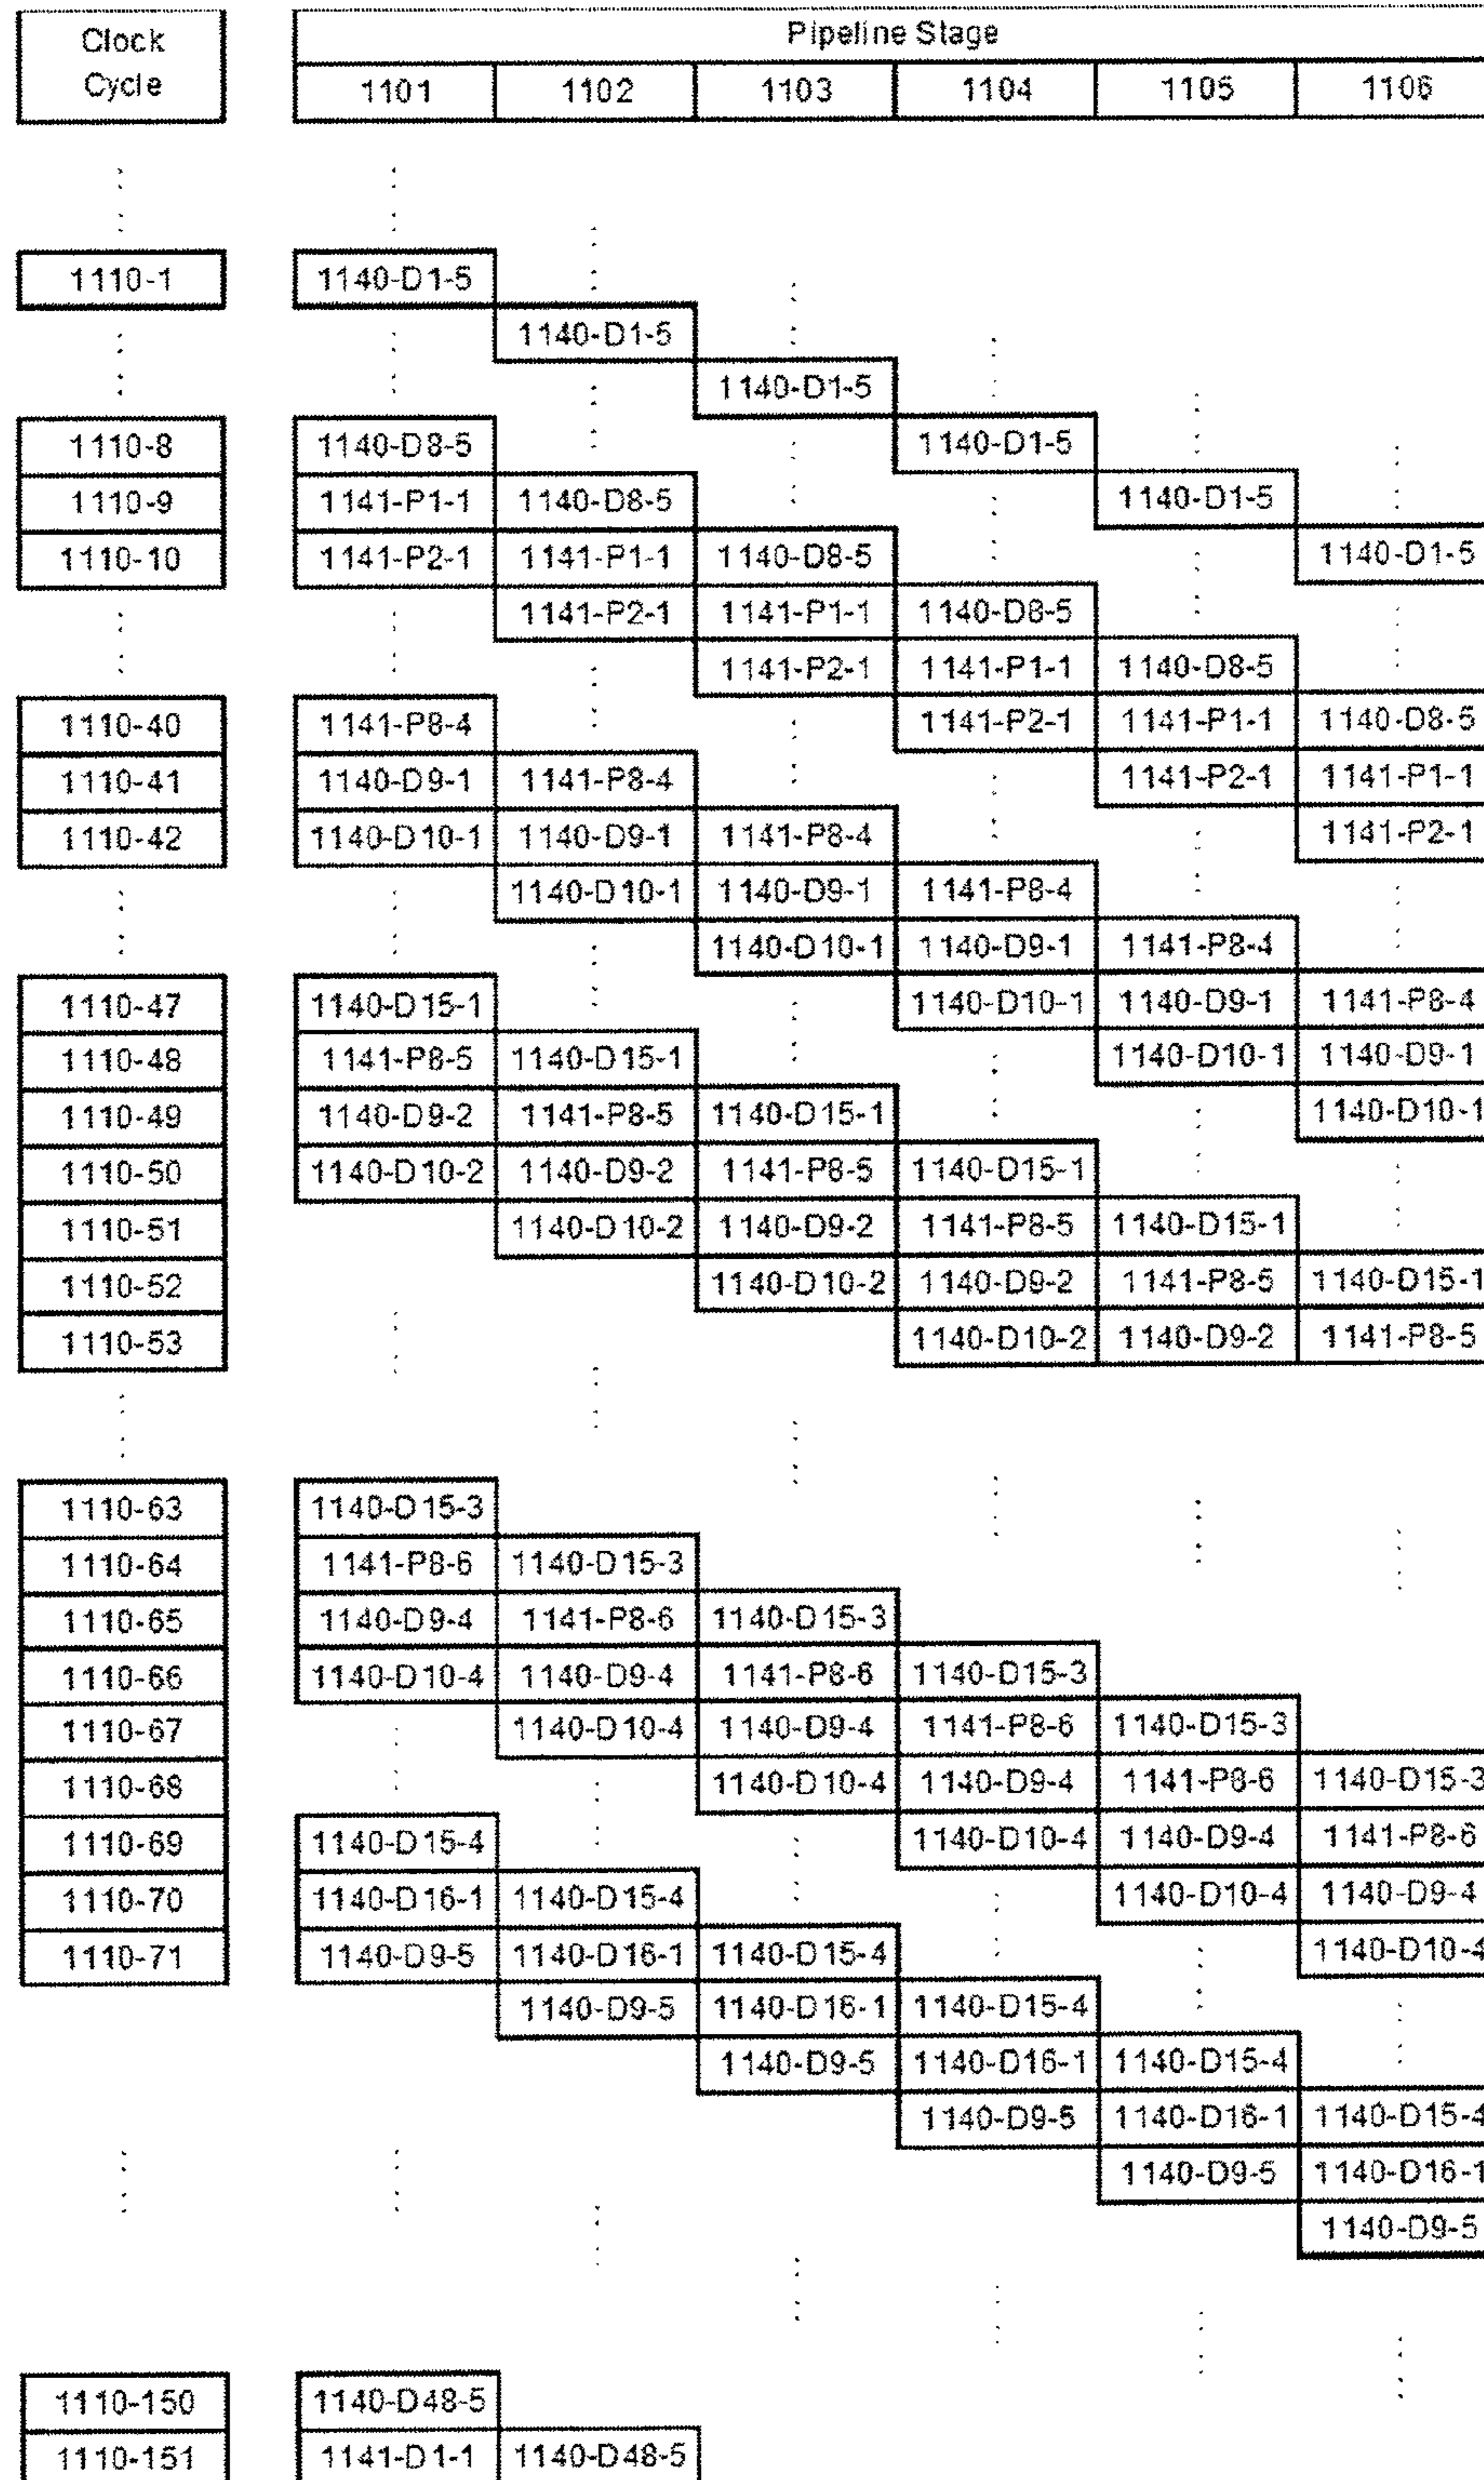 Clock Cycle Pipeline Stage
1101 1102 1103 1104 1105 1106
1110-1 1140-D1-5
1140-D1-5
1140-D1-5
1110-8 1140-D8-5 1140-D1-5
1110-9 1141-P1-1 1140-D8-5 1140-D1-5
1110-10 1141-P2-1 1141-P1-1 1140-D8-5 1140-D1-5
1141-P2-1 1141-P1-1 1140-D8-5
1141-P2-1 1141-P1-1 1140-D8-5
1110-40 1141-P8-4 1141-P2-1 1141-P1-1 1140-D8-5
1110-41 1140-D9-1 1141-P8-4 1141-P2-1 1141-P1-1
1110-42 1140-D10-1 1140-D9-1 1141-P8-4 1141-P2-1
1140-D10-1 1140-D9-1 1141-P8-4
1140-D10-1 1140-D9-1 1141-P8-4
1110-47 1140-D15-1 1140-D10-1 1140-D9-1 1141-P8-4
1110-48 1141-P8-5 1140-D15-1 1140-D10-1 1140-D9-1
1110-49 1140-D9-2 1141-P8-5 1140-D15-1 1140-D10-1
1110-50 1140-D10-2 1140-D9-2 1141-P8-5 1140-D15-1
1110-51 1140-D10-2 1140-D9-2 1141-P8-5 1140-D15-1
1110-52 1140-D10-2 1140-D9-2 1141-P8-5 1140-D15-1
1110-53 1140-D10-2 1140-D9-2 1141-P8-5
1110-63 1140-D15-3
1110-64 1141-P8-6 1140-D15-3
1110-65 1140-D9-4 1141-P8-6 1140-D15-3
1110-66 1140-D10-4 1140-D9-4 1141-P8-6 1140-D15-3
1110-67 1140-D10-4 1140-D9-4 1141-P8-6 1140-D15-3
1110-68 1140-D10-4 1140-D9-4 1141-P8-6 1140-D15-3
1110-69 1140-D15-4 1140-D10-4 1140-D9-4 1141-P8-6
1110-70 1140-D16-1 1140-D15-4 1140-D10-4 1140-D9-4
1110-71 1140-D9-5 1140-D16-1 1140-D15-4 1140-D10-4
1140-D9-5 1140-D16-1 1140-D15-4
1140-D9-5 1140-D16-1 1140-D15-4
1140-D9-5 1140-D16-1 1140-D15-4
1140-D9-5 1140-D16-1
1140-D9-5
1110-150 1140-D48-5
1110-151 1141-D1-1 1140-D48-5